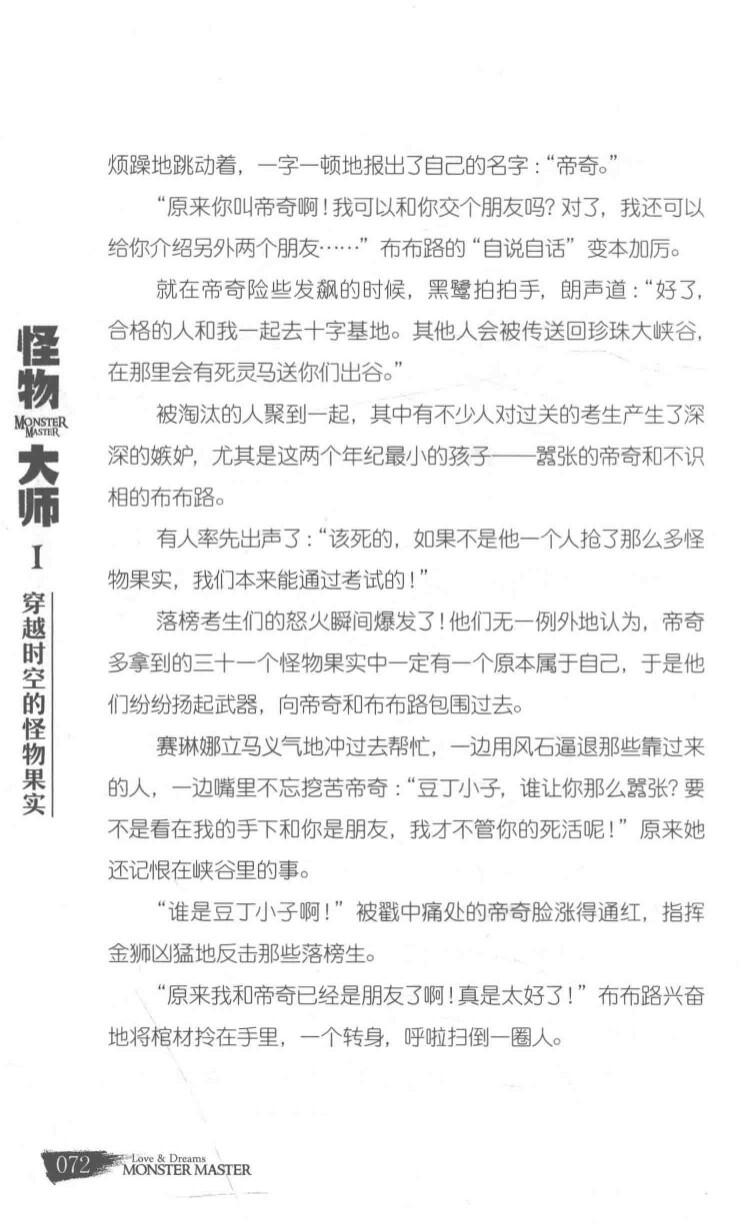 烦躁地跳动着，一字一顿地报出了自己的名字：“帝奇。”
“原来你叫帝奇啊！我可以和你交个朋友吗？对了，我还可以
给你介绍另外两个朋友……”布布路的“自说自话”变本加厉。
就在帝奇险些发飙的时候，黑鹭拍拍手，朗声道：“好了，
合格的人和我一起去十字基地。其他人会被传送回珍珠大峡谷，
在那里会有死灵马送你们出谷。”
被淘汰的人聚到一起，其中有不少人对过关的考生产生了深
深的嫉妒，尤其是这两个年纪最小的孩子——嚣张的帝奇和不识
相的布布路。
有人率先出声了：“该死的，如果不是他一个人抢了那么多怪
物果实，我们本来能通过考试的！”
落榜考生们的怒火瞬间爆发了！他们无一例外地认为，帝奇
多拿到的三十一个怪物果实中一定有一个原本属于自己，于是他
们纷纷扬起武器，向帝奇和布布路包围过去。
赛琳娜立马义气地冲过去帮忙，一边用风石逼退那些靠过来
的人，一边嘴里不忘挖苦帝奇：“豆丁小子，谁让你那么嚣张？要
不是看在我的手下和你是朋友，我才不管你的死活呢！”原来她
还记恨在峡谷里的事。
“谁是豆丁小子啊！”被戳中痛处的帝奇脸涨得通红，指挥
金狮凶猛地反击那些落榜生。
“原来我和帝奇已经是朋友了啊！真是太好了！”布布路兴奋
地将棺材拎在手里，一个转身，呼啦扫倒一圈人。
怪物
MONSTER
MASTER
大师
I
穿越时空的怪物果实
072
Love & Dreams
MONSTER MASTER